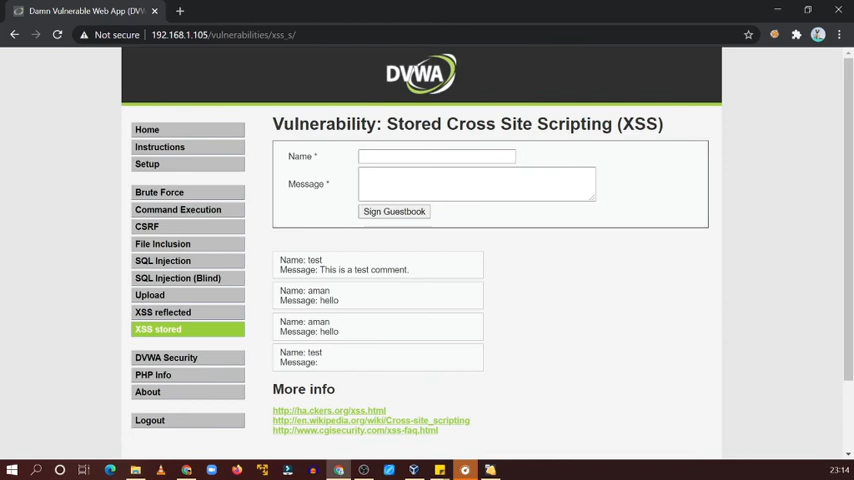 Damn Vulnerable Web App (DVW
Not secure
192.168.1.105/vulnerabilities/xss_s/
DVWA
Home
Instructions
Setup
Brute Force
Command Execution
CSRF
File Inclusion
SQL Injection
SQL Injection (Blind)
Upload
XSS reflected
XSS stored
DVWA Security
PHP Info
About
Logout
Vulnerability: Stored Cross Site Scripting (XSS)
Name *
Message *
Sign Guestbook
Name: test
Message: This is a test comment.
Name: aman
Message: hello
Name: aman
Message: hello
Name: test
Message:
More info
http://ha.ckers.org/xss.html
http://en.wikipedia.org/wiki/Cross-site_scripting
http://www.cgisecurity.com/xss-faq.html
23:14